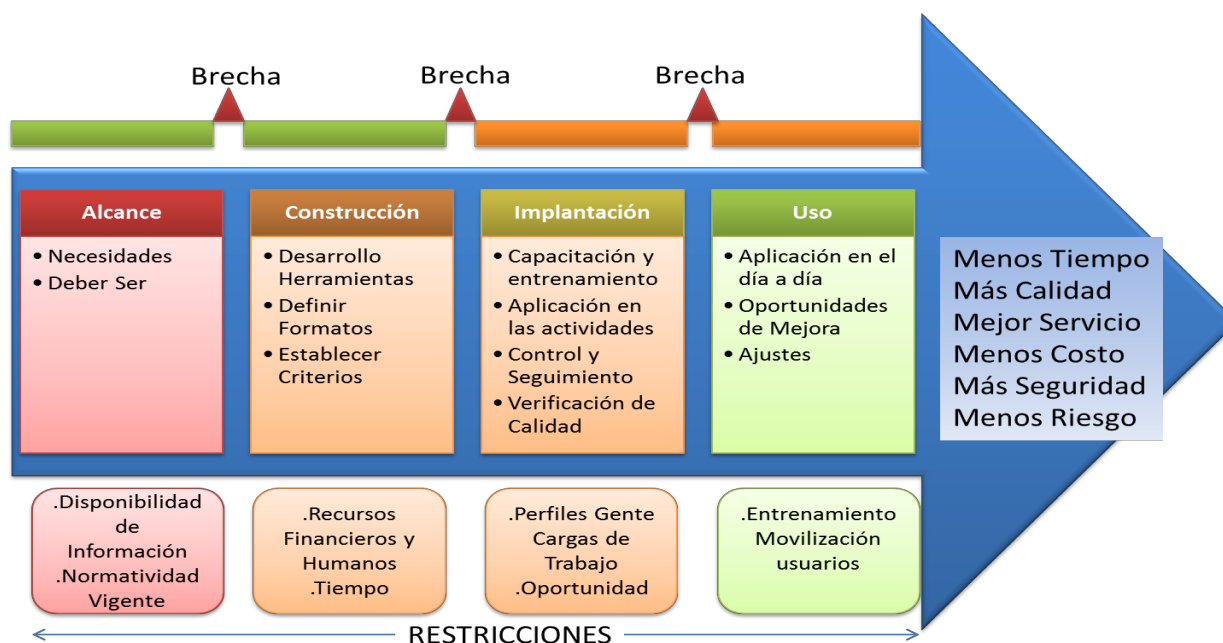 Brecha
Brecha
Brecha
Alcance
• Necesidades
• Deber Ser
Construcción
• Desarrollo
Herramientas
• Definir
Formatos
• Establecer
Criterios
Implantación
• Capacitación y
entrenamiento
• Aplicación en
las actividades
• Control y
Seguimiento
• Verificación de
Calidad
Uso
• Aplicación en el
día a día
• Oportunidades
de Mejora
• Ajustes
Menos Tiempo
Más Calidad
Mejor Servicio
Menos Costo
Más Seguridad
Menos Riesgo
.Disponibilidad
de
Información
.Normatividad
Vigente
.Recursos
Financieros y
Humanos
.Tiempo
.Perfiles Gente
Cargas de
Trabajo
.Oportunidad
.Entrenamiento
Movilización
usuarios
RESTRICCIONES